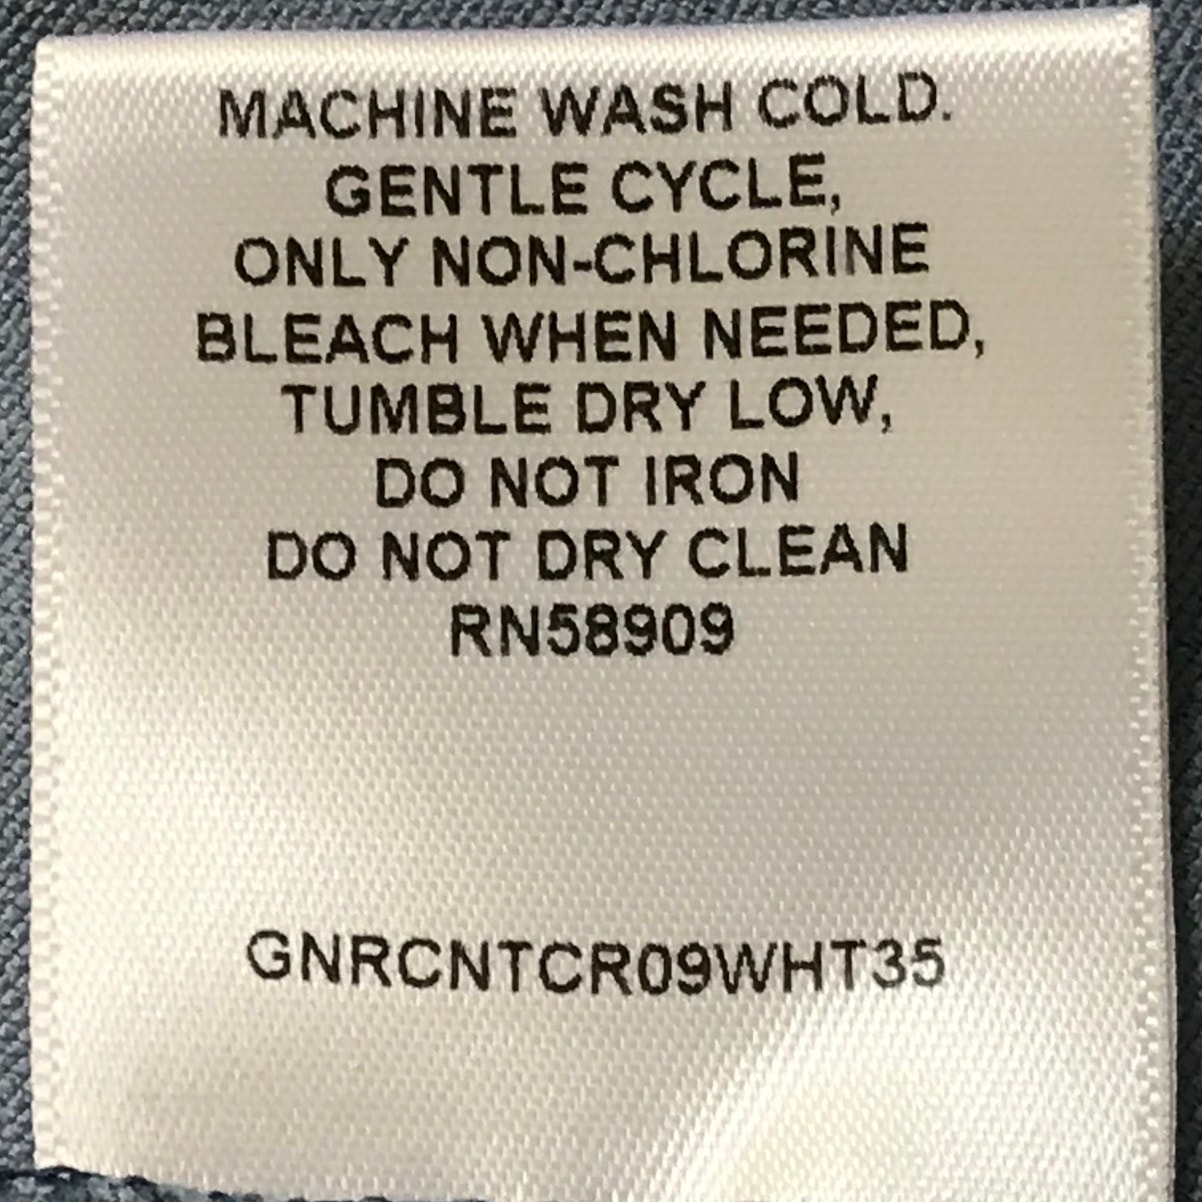 MACHINE WASH COLD.
GENTLE CYCLE,
ONLY NON-CHLORINE
BLEACH WHEN NEEDED,
TUMBLE DRY LOW,
DO NOT IRON
DO NOT DRY CLEAN
RN58909
GNRCNTCR09WHT35